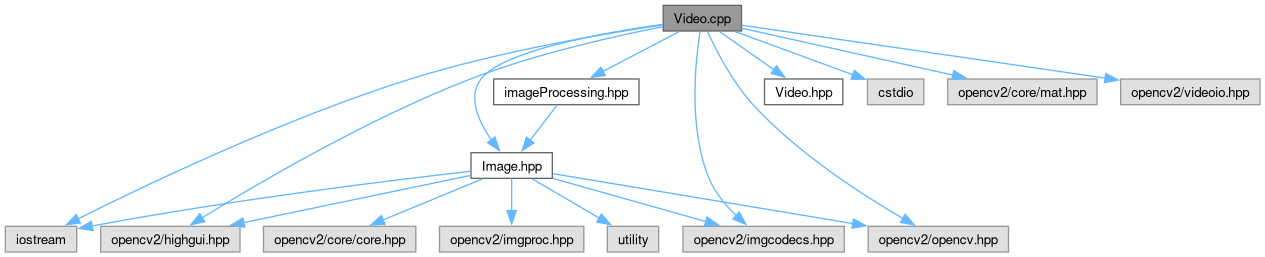 Video.cpp
imageProcessing.hpp
Video.hpp
cstdio
opencv2/core/mat.hpp
opencv2/videoio.hpp
Image.hpp
iostream
opencv2/highgui.hpp
opencv2/core/core.hpp
opencv2/imgproc.hpp
utility
opencv2/imgcodecs.hpp
opencv2/opencv.hpp